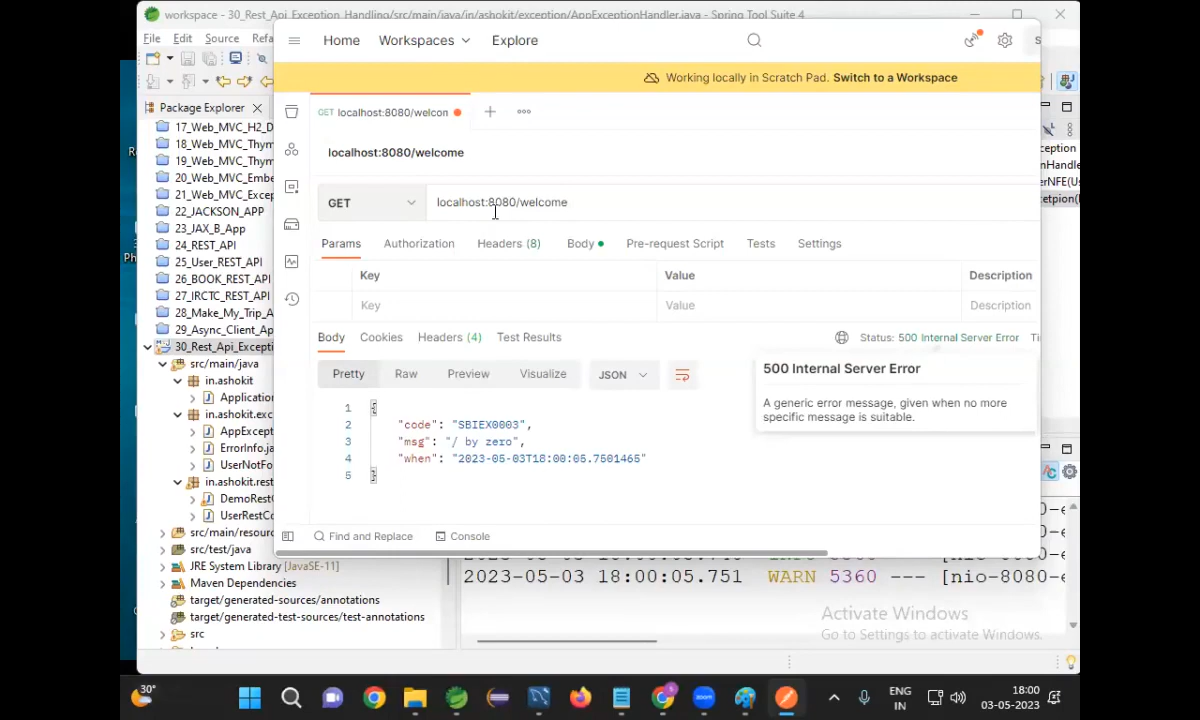 workspace - 30_Rest_Api_Exception_Handling/src/main/java/in/ashokit/exception/AppExceptionHandler.java - Spring Tool Suite 4
File Edit Source Refa
Home Workspaces Explore
Working locally in Scratch Pad. Switch to a Workspace
Package Explorer
GET localhost:8080/welcon
localhost:8080/welcome
GET localhost:8080/welcome
Params Authorization Headers (8) Body Pre-request Script Tests Settings
Key Value Description
Key Value Description
Body Cookies Headers (4) Test Results Status: 500 Internal Server Error
Pretty Raw Preview Visualize JSON
500 Internal Server Error
A generic error message, given when no more
specific message is suitable.
1 {
2 "code": "SBIEX0003",
3 "msg": "/ by zero",
4 "when": "2023-05-03T18:00:05.7501465"
5 }
Find and Replace Console
17_Web_MVC_H2_D
18_Web_MVC_Thym
19_Web_MVC_Thym
20_Web_MVC_Embe
21_Web_MVC_Excep
22_JACKSON_APP
23_JAX_B_App
24_REST_API
25_User_REST_API
26_BOOK_REST_API
27_IRCTC_REST_API
28_Make_My_Trip_A
29_Async_Client_Ap
30_Rest_Api_Excepti
src/main/java
in.ashokit
Application
in.ashokit.exc
AppExcept
ErrorInfo.ja
UserNotFo
in.ashokit.rest
DemoRestC
UserRestCo
src/main/resourc
src/test/java
JRE System Library [JavaSE-11]
Maven Dependencies
target/generated-sources/annotations
target/generated-test-sources/test-annotations
src
2023-05-03 18:00:05.751 WARN 5360 --- [nio-8080-e
Activate Windows
Go to Settings to activate Windows.
30°
ENG
IN
18:00
03-05-2023